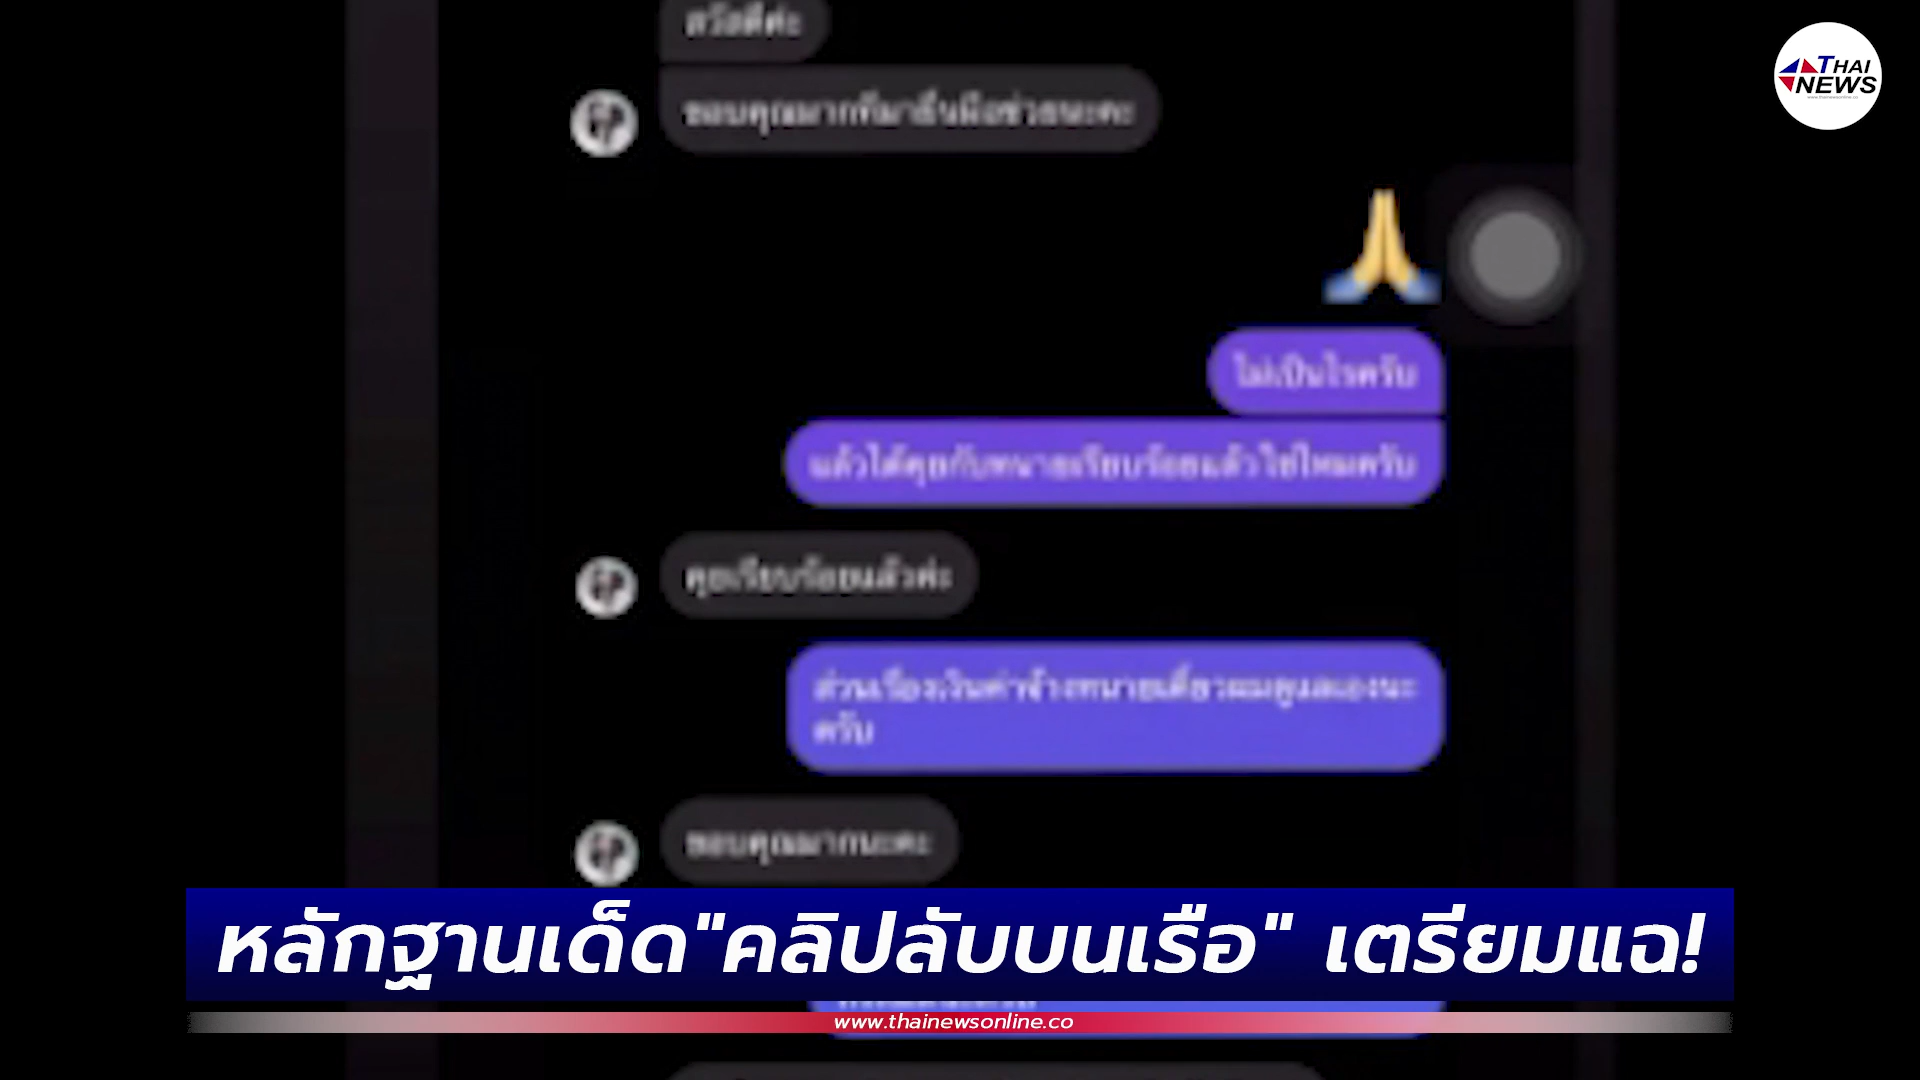 สวัสดีค่ะ
THAI
NEWS
ขอบคุณมากที่มายื่นมือช่วยนะคะ
ไม่เป็นไรครับ
แล้วได้คุยกับทนายเรียบร้อยแล้วใช่ไหมครับ
คุยเรียบร้อยแล้วค่ะ
ส่วนเรื่องเงินค่าจ้างทนายเดี๋ยวผมดูแลเองนะ
ครับ
ขอบคุณมากนะคะ
หลักฐานเด็ด"คลิปลับบนเรือ" เตรียมแฉ!
www.thainewsonline.co